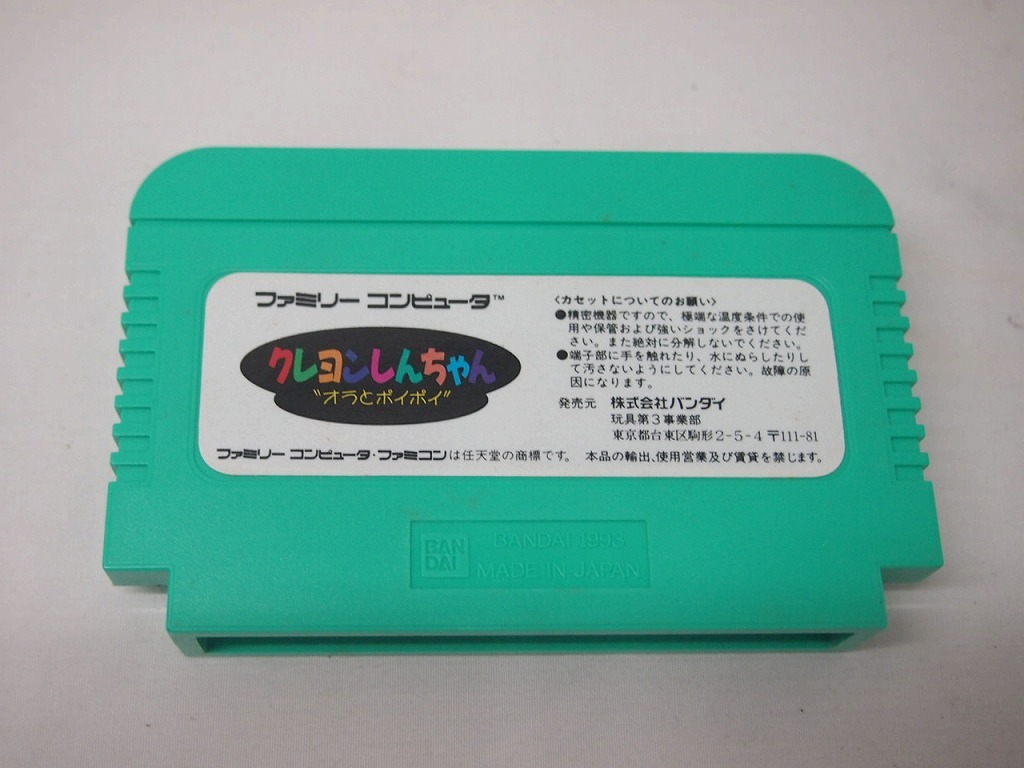 ファミリー コンピュータ™
クレヨンしんちゃん
"オラとポイポイ"
〈カセットについてのお願い〉
●精密機器ですので、極端な温度条件での使
用や保管および強いショックをさけてくだ
さい。また絶対に分解しないでください。
●端子部に手を触れたり、水にぬらしたりし
て汚さないようにしてください。故障の原
因になります。
発売元 株式会社バンダイ
玩具第3事業部
東京都台東区駒形2-5-4 〒111-81
ファミリー コンピュータ・ファミコンは任天堂の商標です。 本品の輸出、使用営業及び賃貸を禁じます。
BAN
DAI
BANDAI 1993
MADE IN JAPAN